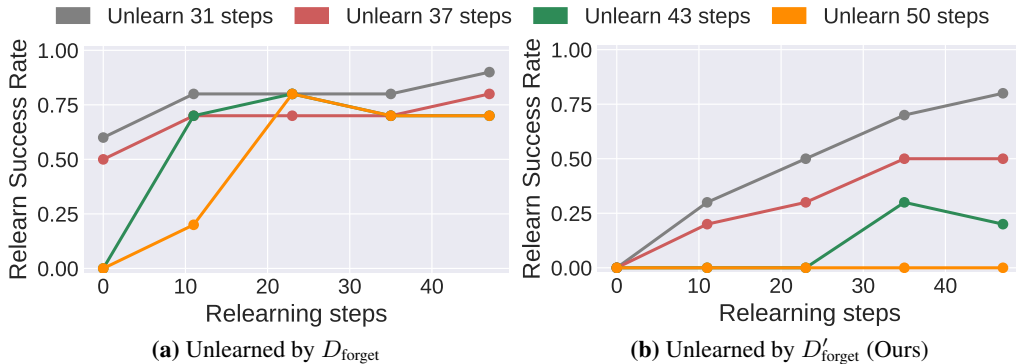 Unlearn 31 steps Unlearn 37 steps Unlearn 43 steps Unlearn 50 steps
Relearn Success Rate
1.00
0.75
0.50
0.25
0.00
0 10 20 30 40
Relearning steps
(a) Unlearned by D_forget
Relearn Success Rate
1.00
0.75
0.50
0.25
0.00
0 10 20 30 40
Relearning steps
(b) Unlearned by D′_forget (Ours)